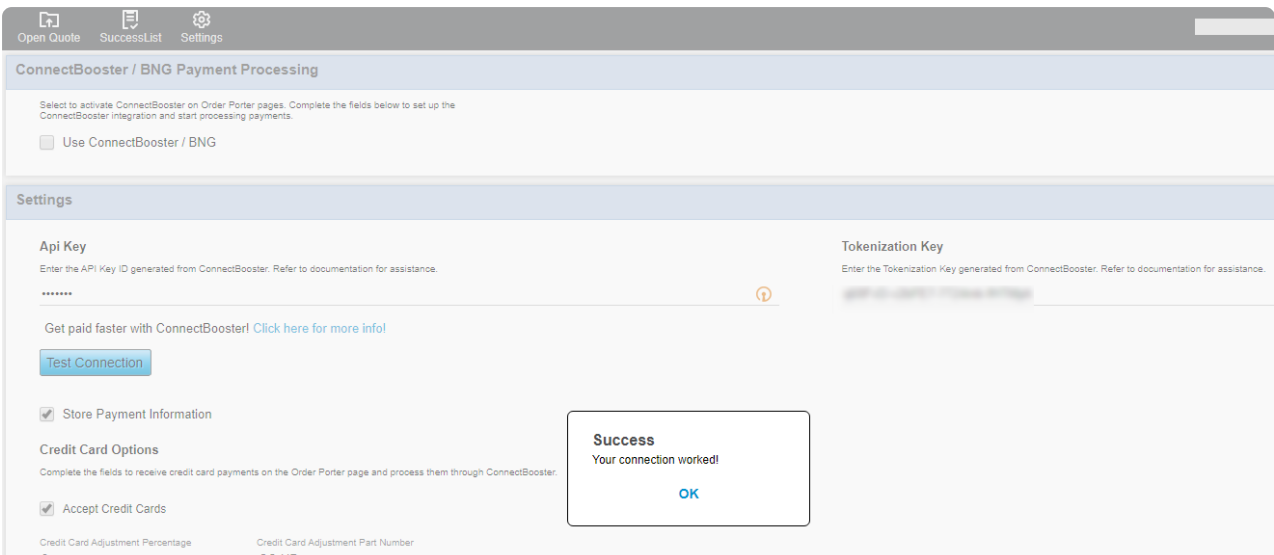 Open Quote SuccessList Settings
ConnectBooster / BNG Payment Processing
Select to activate ConnectBooster on Order Porter pages. Complete the fields below to set up the
ConnectBooster integration and start processing payments.
Use ConnectBooster / BNG
Settings
Api Key
Enter the API Key ID generated from ConnectBooster. Refer to documentation for assistance.
•••••••
Get paid faster with ConnectBooster! Click here for more info!
Test Connection
Store Payment Information
Credit Card Options
Complete the fields to receive credit card payments on the Order Porter page and process them through ConnectBooster.
Accept Credit Cards
Credit Card Adjustment Percentage
Credit Card Adjustment Part Number
Tokenization Key
Enter the Tokenization Key generated from ConnectBooster. Refer to documentation for assistance.
Success
Your connection worked!
OK